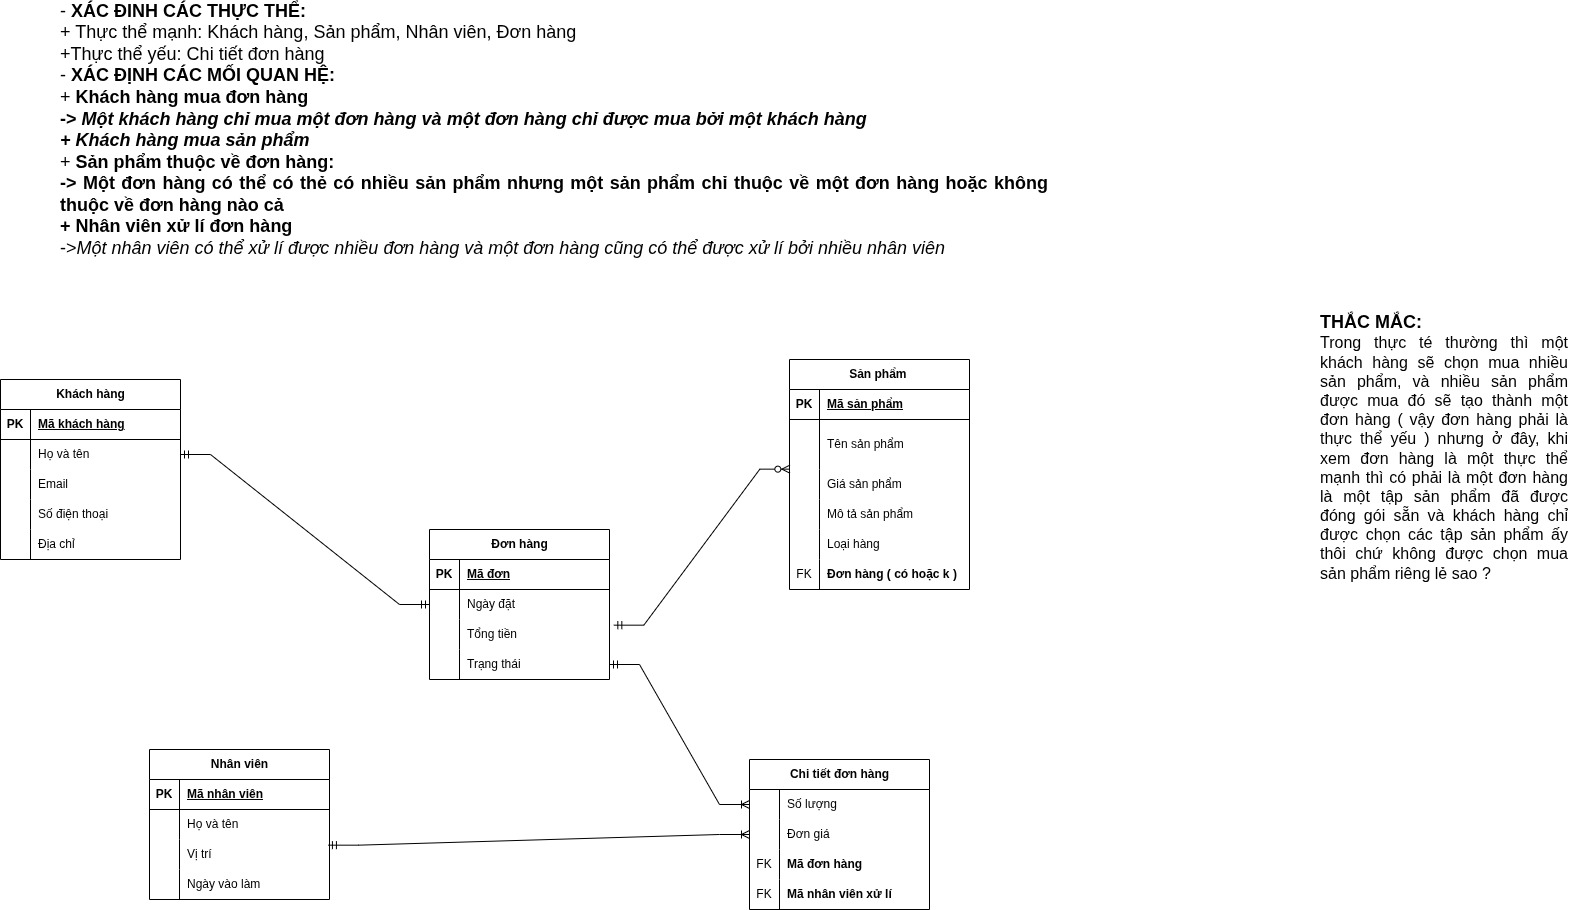 - XÁC ĐINH CÁC THỰC THỂ:
+ Thực thể mạnh: Khách hàng, Sản phẩm, Nhân viên, Đơn hàng
+Thực thể yếu: Chi tiết đơn hàng
- XÁC ĐỊNH CÁC MỐI QUAN HỆ:
+ Khách hàng mua đơn hàng
-> Một khách hàng chỉ mua một đơn hàng và một đơn hàng chỉ được mua bởi một khách hàng
+ Khách hàng mua sản phẩm
+ Sản phẩm thuộc về đơn hàng:
-> Một đơn hàng có thể có thẻ có nhiều sản phẩm nhưng một sản phẩm chỉ thuộc về một đơn hàng hoặc không
thuộc về đơn hàng nào cả
+ Nhân viên xử lí đơn hàng
->Một nhân viên có thể xử lí được nhiều đơn hàng và một đơn hàng cũng có thể được xử lí bởi nhiều nhân viên
THẮC MẮC:
Trong thực té thường thì một
khách hàng sẽ chọn mua nhiều
sản phẩm, và nhiều sản phẩm
được mua đó sẽ tạo thành một
đơn hàng ( vậy đơn hàng phải là
thực thể yếu ) nhưng ở đây, khi
xem đơn hàng là một thực thể
mạnh thì có phải là một đơn hàng
là một tập sản phẩm đã được
đóng gói sẵn và khách hàng chỉ
được chọn các tập sản phẩm ấy
thôi chứ không được chọn mua
sản phẩm riêng lẻ sao ?
Khách hàng
PK Mã khách hàng
Họ và tên
Email
Số điện thoại
Địa chỉ
Sản phẩm
PK Mã sản phẩm
Tên sản phẩm
Giá sản phẩm
Mô tả sản phẩm
Loại hàng
FK Đơn hàng ( có hoặc k )
Đơn hàng
PK Mã đơn
Ngày đặt
Tổng tiền
Trạng thái
Nhân viên
PK Mã nhân viên
Họ và tên
Vị trí
Ngày vào làm
Chi tiết đơn hàng
Số lượng
Đơn giá
FK Mã đơn hàng
FK Mã nhân viên xử lí